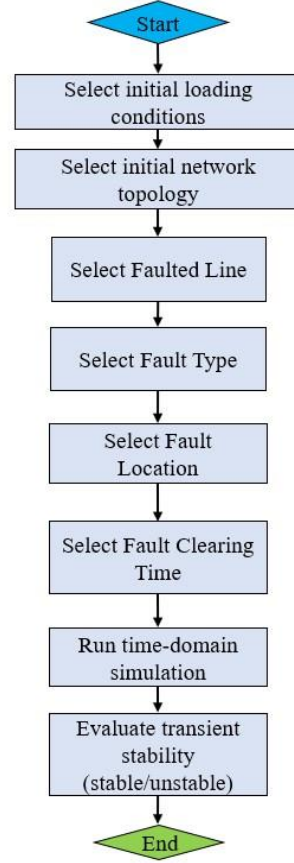 Start
Select initial loading
conditions
Select initial network
topology
Select Faulted Line
Select Fault Type
Select Fault
Location
Select Fault Clearing
Time
Run time-domain
simulation
Evaluate transient
stability
(stable/unstable)
End